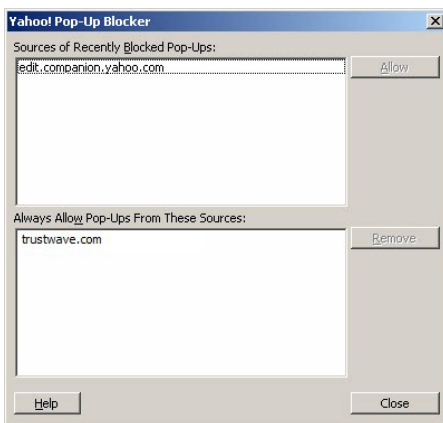 Yahoo! Pop-Up Blocker
Sources of Recently Blocked Pop-Ups:
edit.companion.yahoo.com
Allow
Always Allow Pop-Ups From These Sources:
trustwave.com
Remove
Help
Close